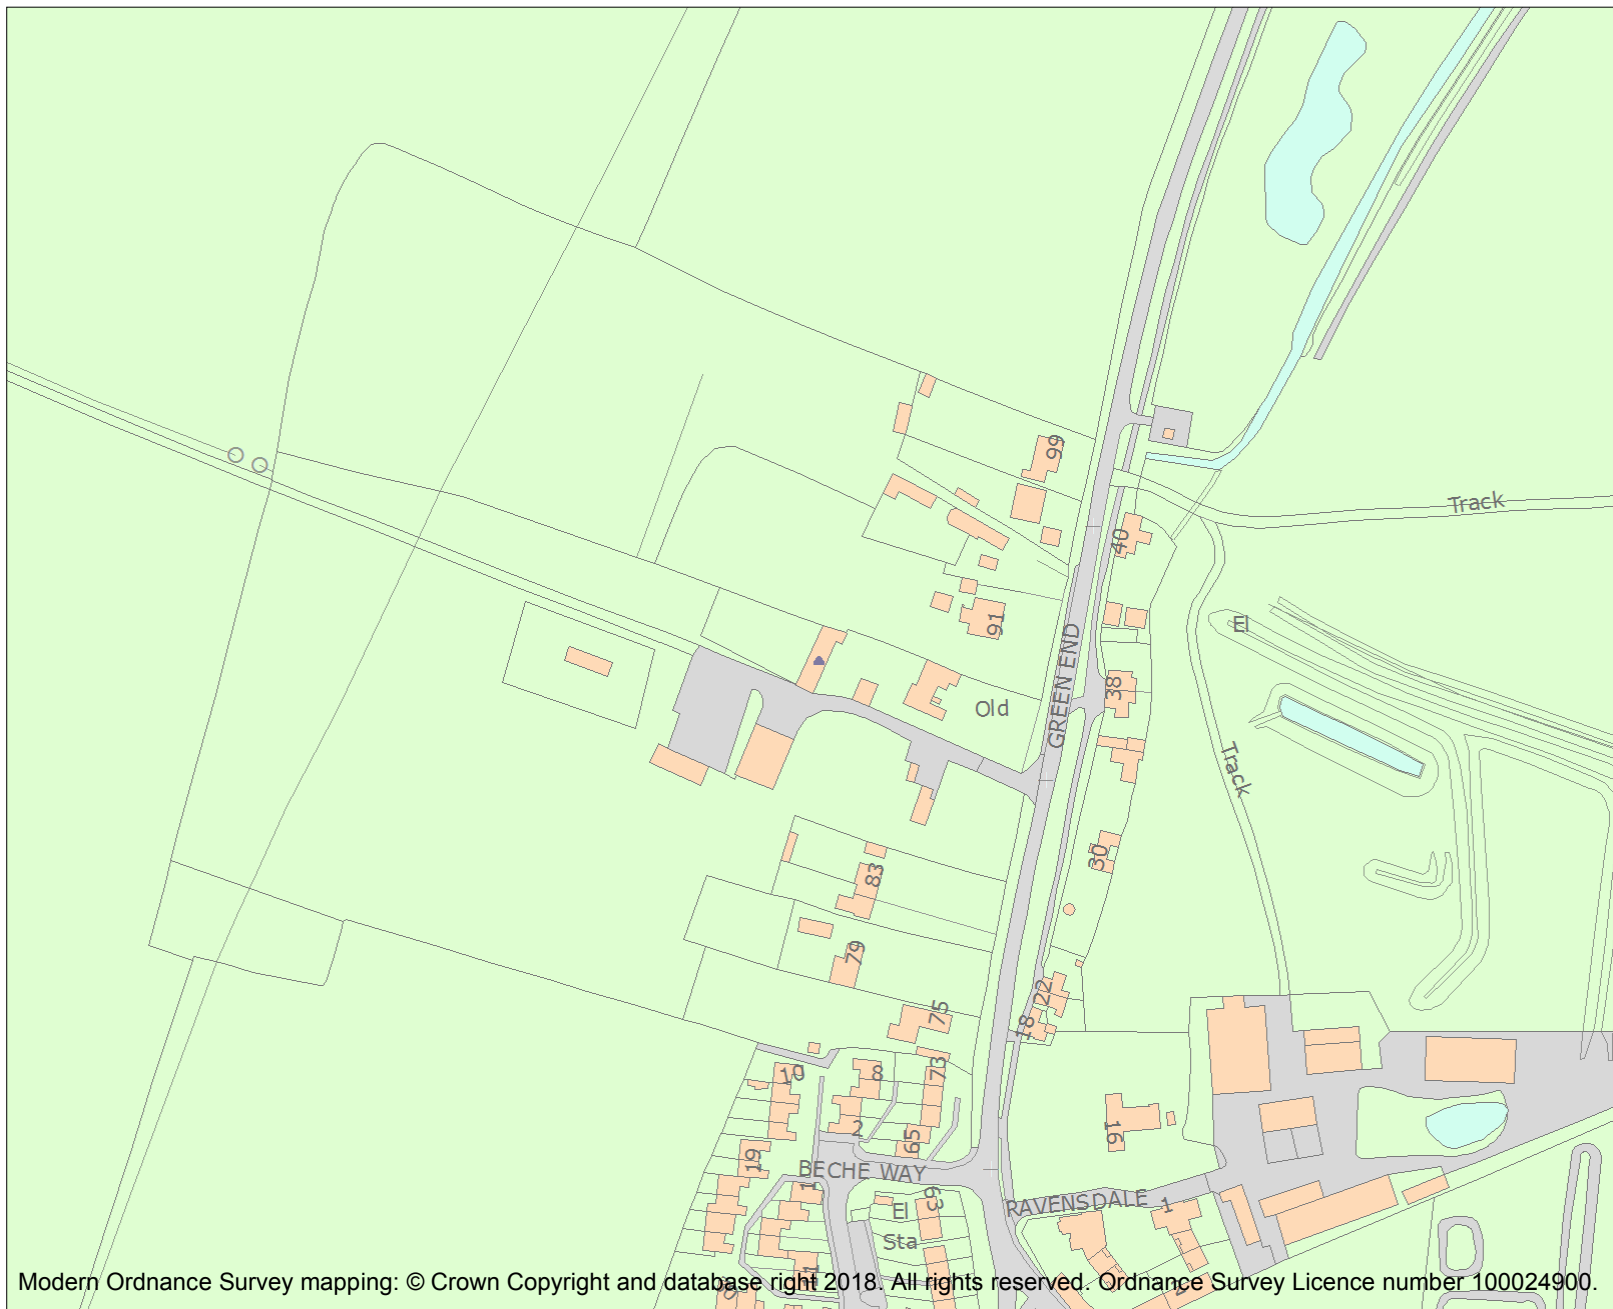 99
Track
40
El
91
GREEN END
38
Old
Track
30
83
79
22
75
18
10
8
73
2
65
16
19
BECHE WAY
1
63
RAVENSDALE
1
El
Sta
Modern Ordnance Survey mapping: © Crown Copyright and database right 2018. All rights reserved. Ordnance Survey Licence number 100024900.